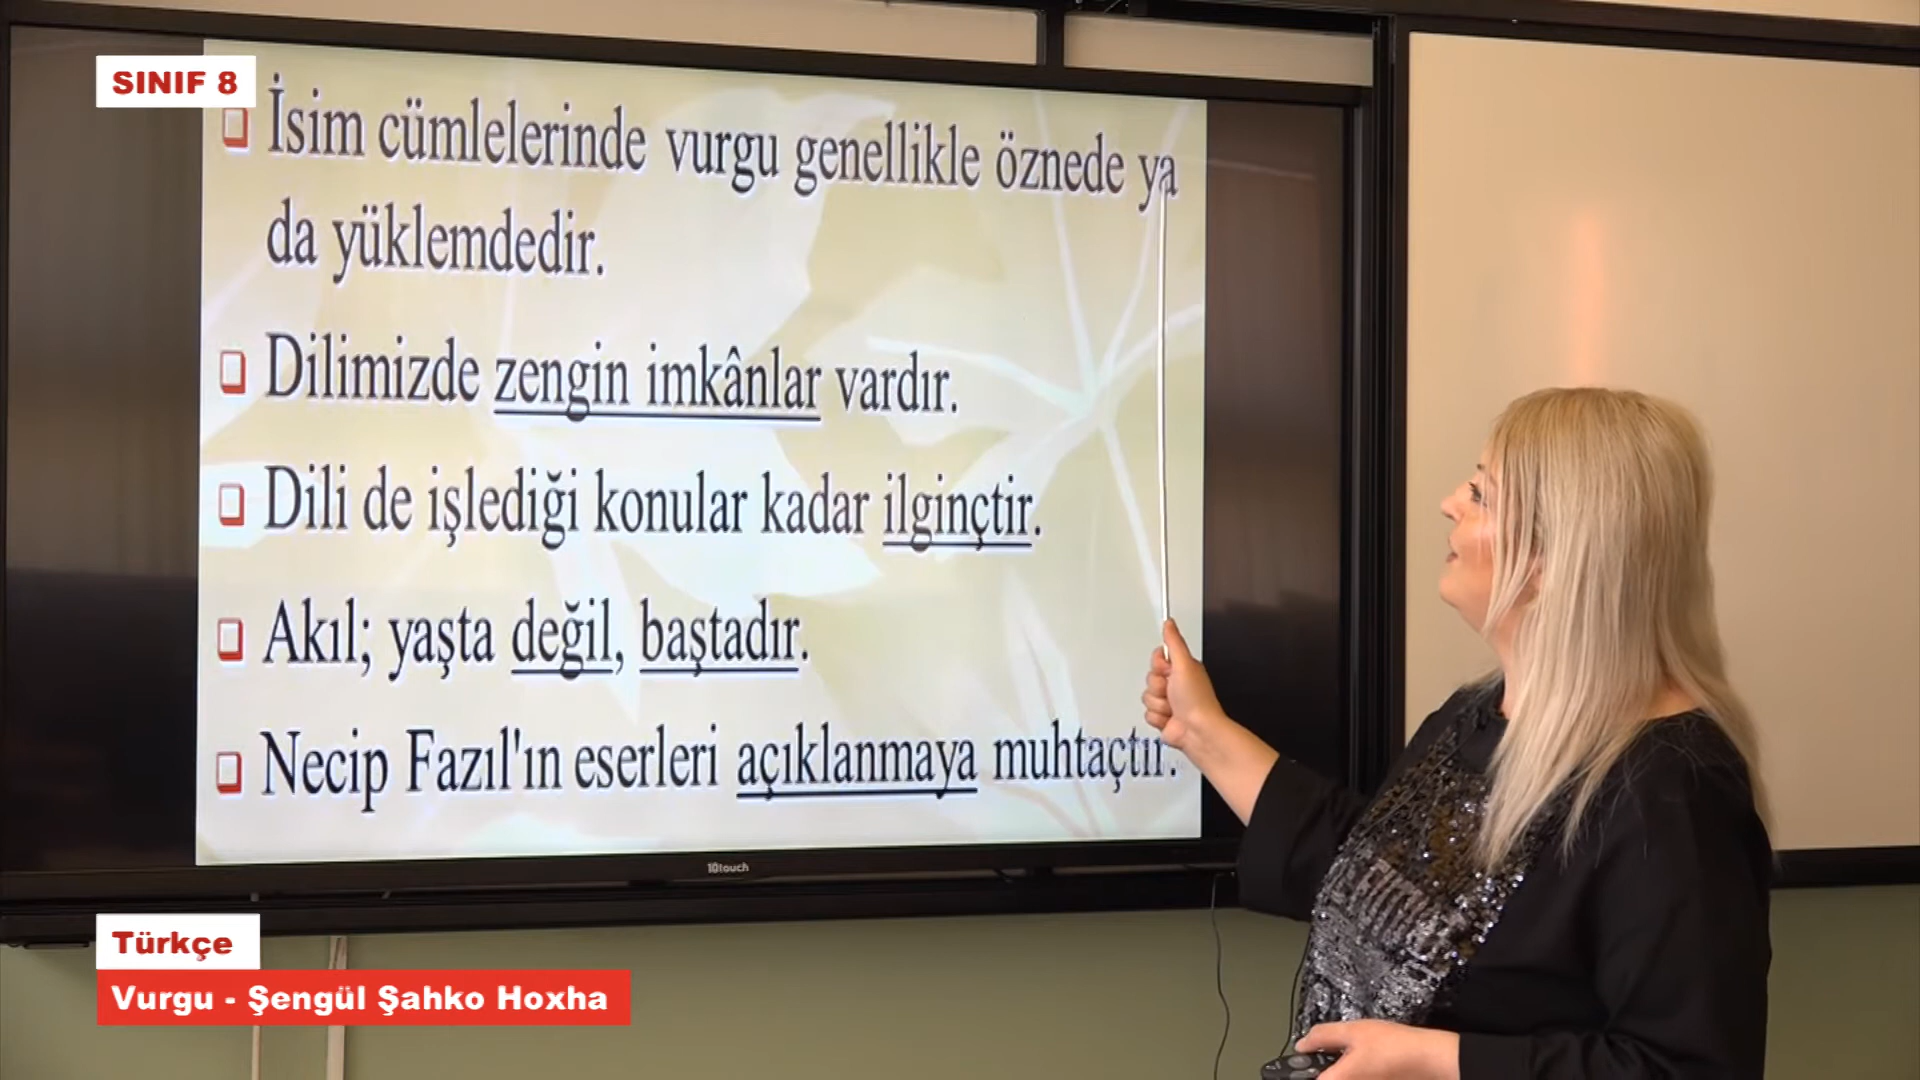 SINIF 8
İsim cümlelerinde vurgu genellikle öznede ya
da yüklemdedir.
Dilimizde zengin imkânlar vardır.
Dili de işlediği konular kadar ilginçtir.
Akıl; yaşta değil, baştadır.
Necip Fazıl'ın eserleri açıklanmaya muhtaçtır.
10touch
Türkçe
Vurgu - Şengül Şahko Hoxha